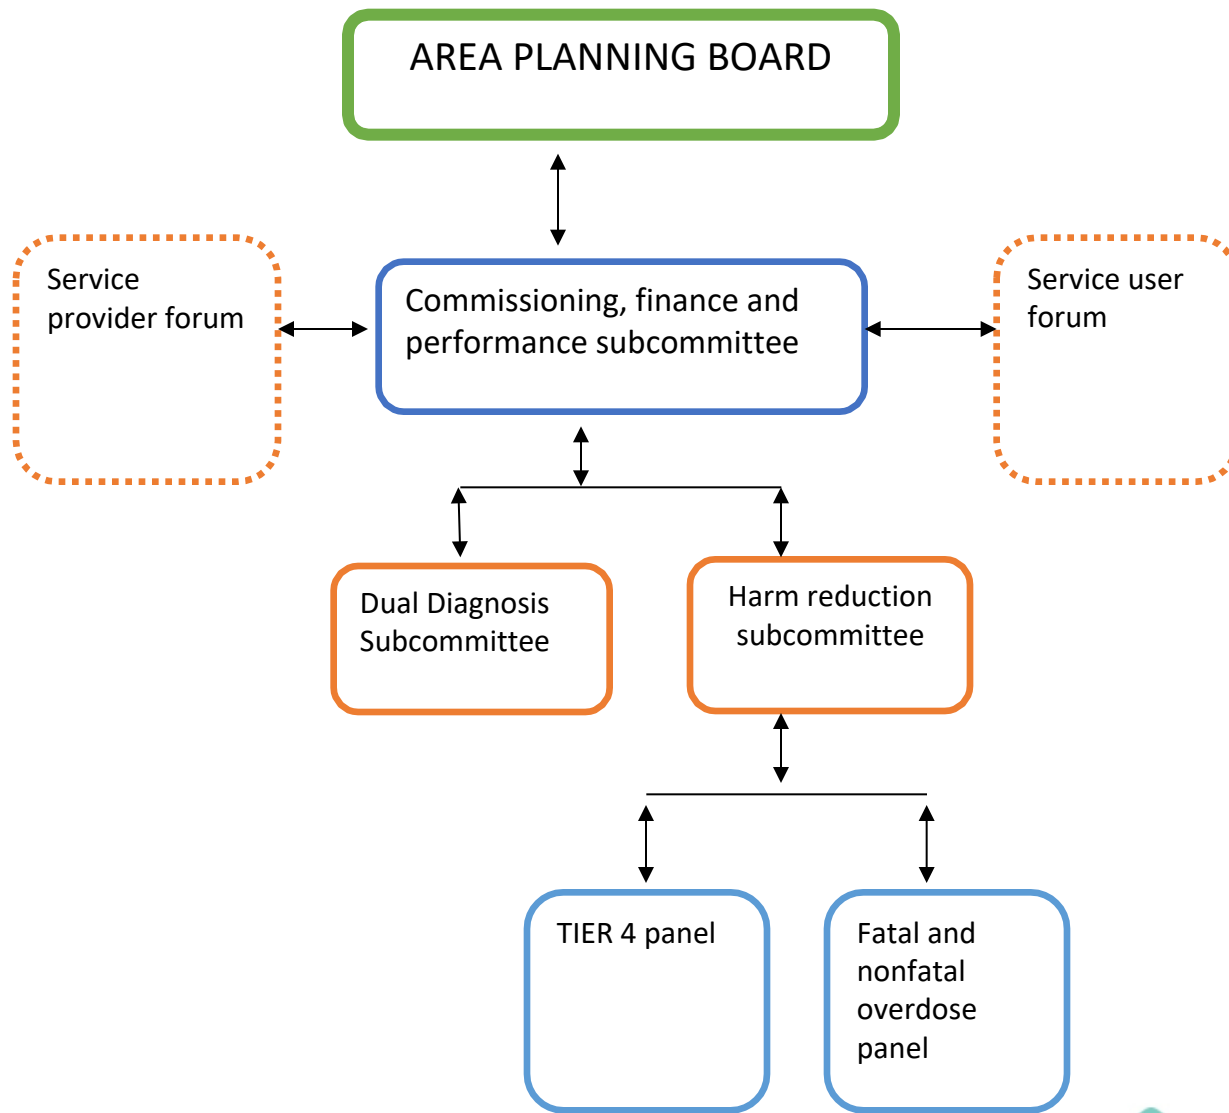 AREA PLANNING BOARD
Service
provider forum
Commissioning, finance and
performance subcommittee
Service user
forum
Dual Diagnosis
Subcommittee
Harm reduction
subcommittee
TIER 4 panel
Fatal and
nonfatal
overdose
panel